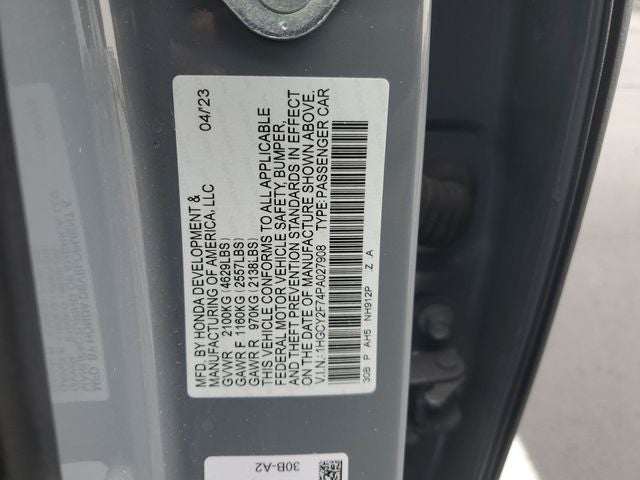 MFD. BY HONDA DEVELOPMENT & 04/'23
MANUFACTURING OF AMERICA, LLC
GVWR 2100KG (4629LBS)
GAWR F 1160KG (2557LBS)
GAWR R 970KG (2138LBS)
THIS VEHICLE CONFORMS TO ALL APPLICABLE
FEDERAL MOTOR VEHICLE SAFETY, BUMPER,
AND THEFT PREVENTION STANDARDS IN EFFECT
ON THE DATE OF MANUFACTURE SHOWN ABOVE.
V.I.N.:1HGCY2F74PA027908 TYPE:PASSENGER CAR
30B P AH5 NH912P Z A
30B-A2